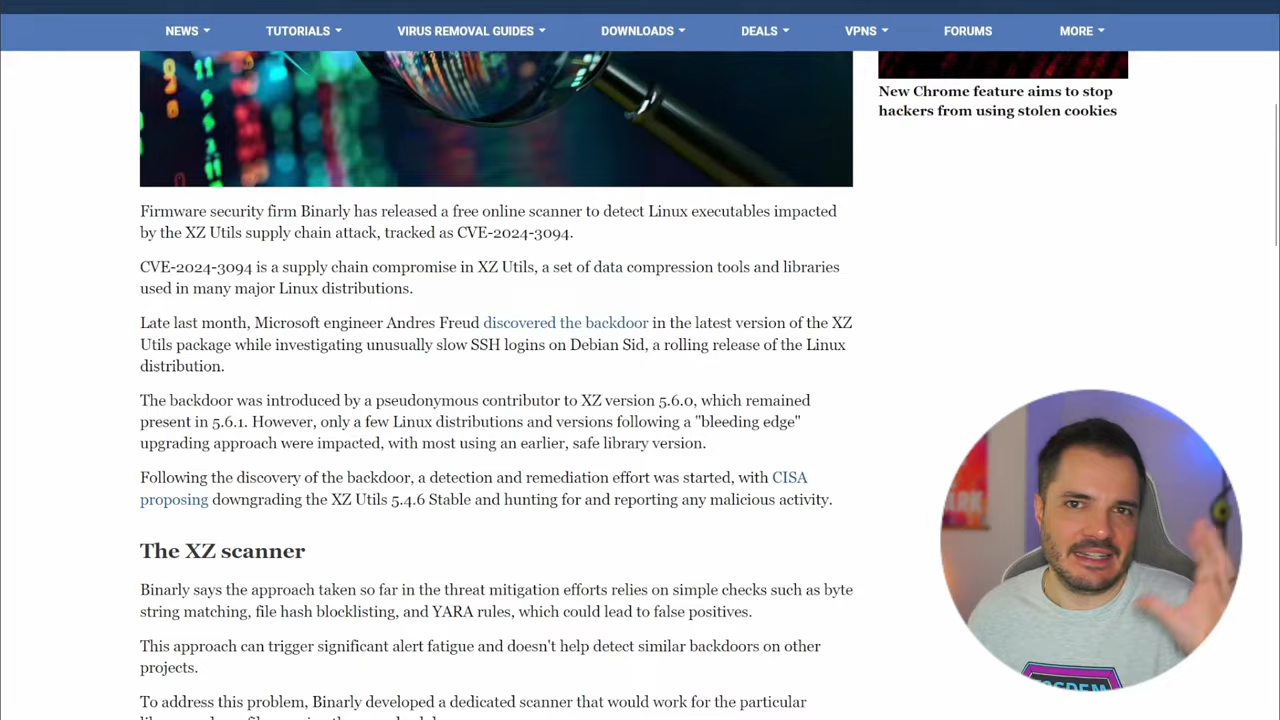 NEWS TUTORIALS VIRUS REMOVAL GUIDES DOWNLOADS DEALS VPNS FORUMS MORE
New Chrome feature aims to stop
hackers from using stolen cookies
Firmware security firm Binarly has released a free online scanner to detect Linux executables impacted
by the XZ Utils supply chain attack, tracked as CVE-2024-3094.
CVE-2024-3094 is a supply chain compromise in XZ Utils, a set of data compression tools and libraries
used in many major Linux distributions.
Late last month, Microsoft engineer Andres Freud discovered the backdoor in the latest version of the XZ
Utils package while investigating unusually slow SSH logins on Debian Sid, a rolling release of the Linux
distribution.
The backdoor was introduced by a pseudonymous contributor to XZ version 5.6.0, which remained
present in 5.6.1. However, only a few Linux distributions and versions following a "bleeding edge"
upgrading approach were impacted, with most using an earlier, safe library version.
Following the discovery of the backdoor, a detection and remediation effort was started, with CISA
proposing downgrading the XZ Utils 5.4.6 Stable and hunting for and reporting any malicious activity.
The XZ scanner
Binarly says the approach taken so far in the threat mitigation efforts relies on simple checks such as byte
string matching, file hash blocklisting, and YARA rules, which could lead to false positives.
This approach can trigger significant alert fatigue and doesn't help detect similar backdoors on other
projects.
To address this problem, Binarly developed a dedicated scanner that would work for the particular